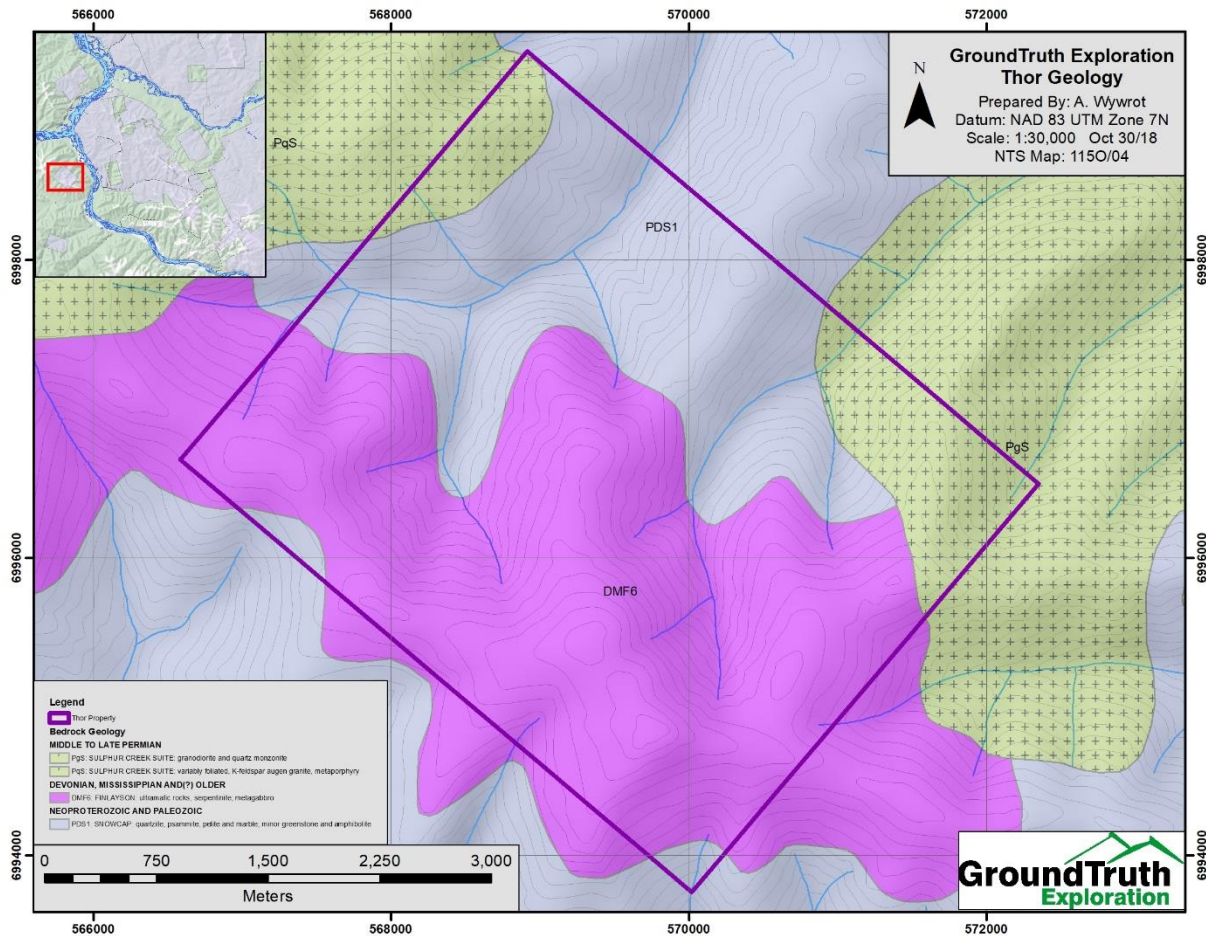 566000 568000 570000 572000
GroundTruth Exploration
Thor Geology
N
Prepared By: A. Wywrot
Datum: NAD 83 UTM Zone 7N
Scale: 1:30,000 Oct 30/18
NTS Map: 115O/04
PqS
PDS1
6998000 6998000
PgS
6996000 6996000
DMF6
Legend
Thor Property
Bedrock Geology
MIDDLE TO LATE PERMIAN
PgS: SULPHUR CREEK SUITE: granodiorite and quartz monzonite
PqS: SULPHUR CREEK SUITE: variably foliated, K-feldspar augen granite, metaporphyry
DEVONIAN, MISSISSIPPIAN AND(?) OLDER
DMF6: FINLAYSON: ultramafic rocks, serpentinite; metagabbro
NEOPROTEROZOIC AND PALEOZOIC
PDS1: SNOWCAP: quartzite, psammite, pelite and marble; minor greenstone and amphibolite
6994000 6994000
0 750 1,500 2,250 3,000
Meters
GroundTruth
Exploration
566000 568000 570000 572000